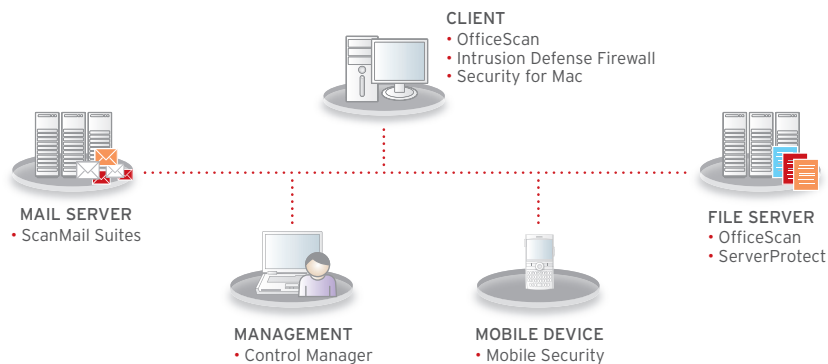 CLIENT
• OfficeScan
• Intrusion Defense Firewall
• Security for Mac
MAIL SERVER
• ScanMail Suites
FILE SERVER
• OfficeScan
• ServerProtect
MANAGEMENT
• Control Manager
MOBILE DEVICE
• Mobile Security